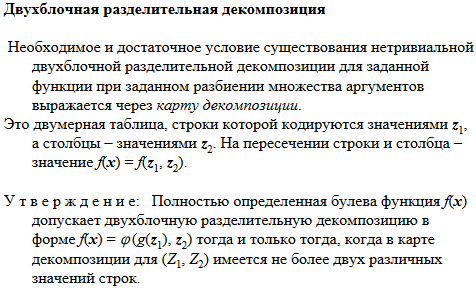 Двухблочная разделительная декомпозиция
Необходимое и достаточное условие существования нетривиальной
двухблочной разделительной декомпозиции для заданной
функции при заданном разбиении множества аргументов
выражается через карту декомпозиции.
Это двумерная таблица, строки которой кодируются значениями z₁,
а столбцы – значениями z₂. На пересечении строки и столбца –
значение f(x) = f(z₁, z₂).
У т в е р ж д е н и е: Полностью определенная булева функция f(x)
допускает двухблочную разделительную декомпозицию в
форме f(x) = φ(g(z₁), z₂) тогда и только тогда, когда в карте
декомпозиции для (Z₁, Z₂) имеется не более двух различных
значений строк.